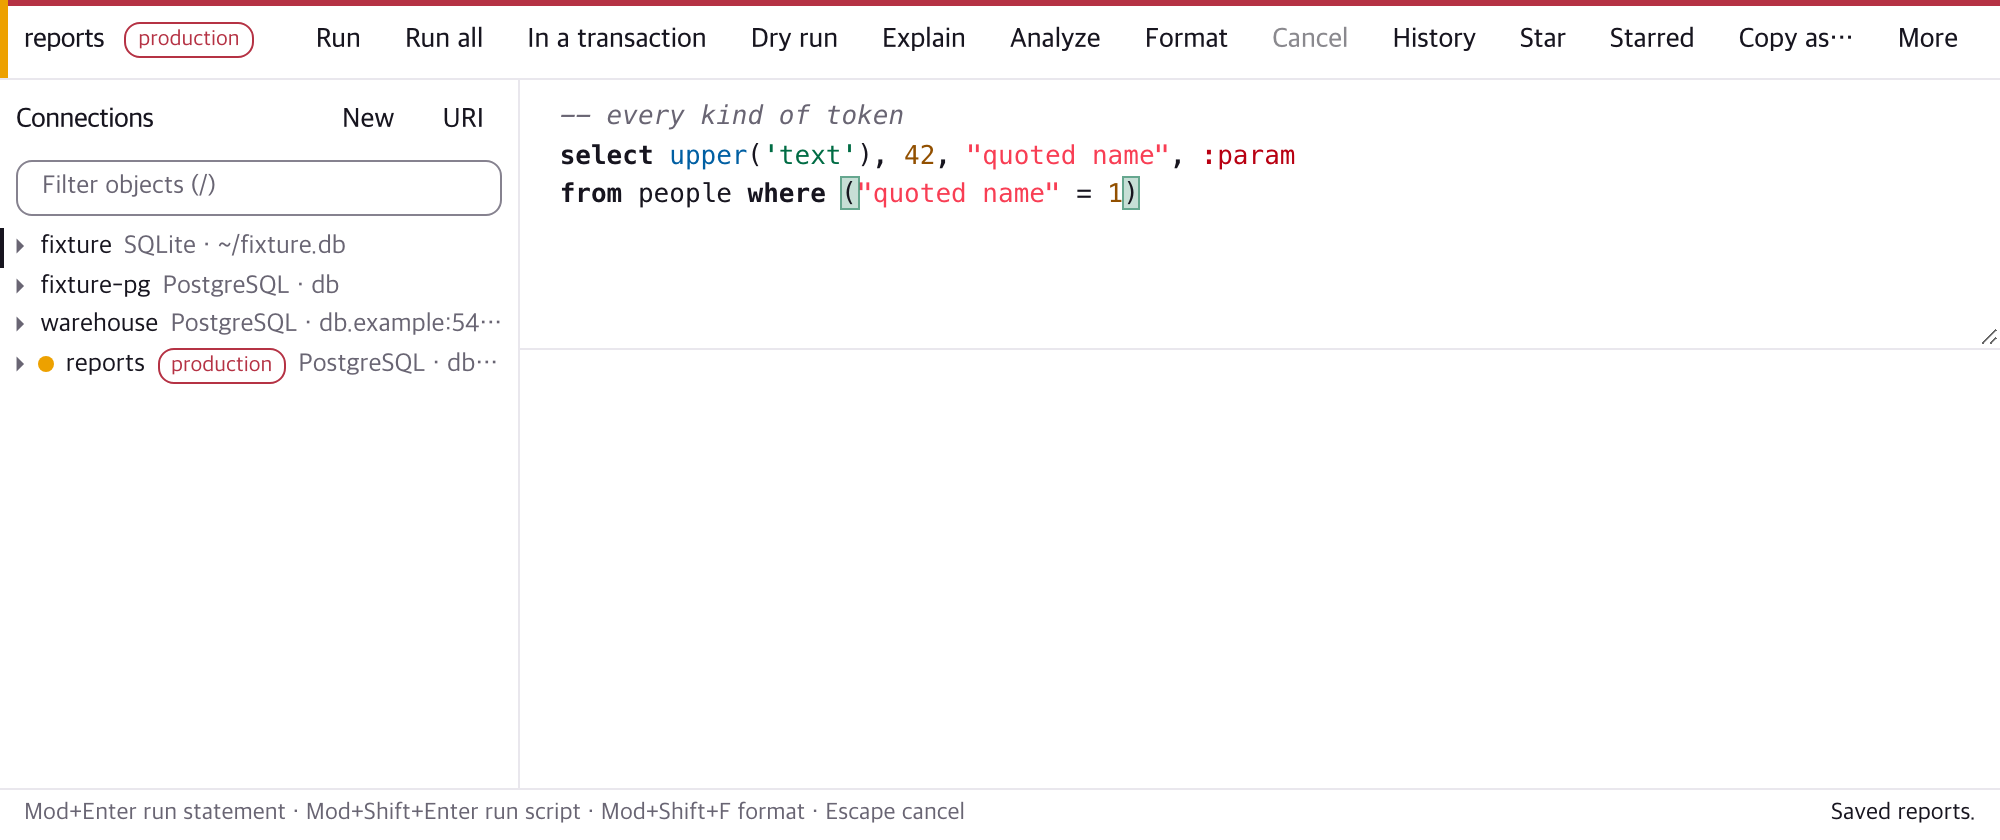 reports production Run Run all In a transaction Dry run Explain Analyze Format Cancel History Star Starred Copy as… More
Connections New URI
Filter objects (/)
fixture SQLite · ~/fixture.db
fixture-pg PostgreSQL · db
warehouse PostgreSQL · db.example:54…
reports production PostgreSQL · db…
-- every kind of token
select upper('text'), 42, "quoted name", :param
from people where ("quoted name" = 1)
Mod+Enter run statement · Mod+Shift+Enter run script · Mod+Shift+F format · Escape cancel
Saved reports.